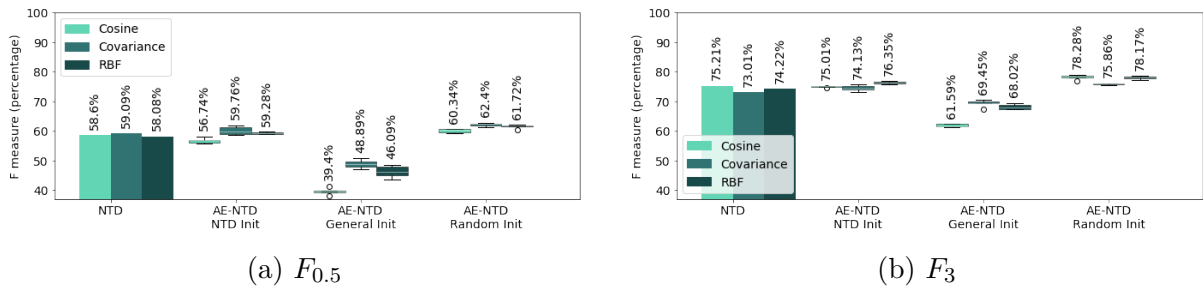 100
90
80
70
60
50
40
F measure (percentage)
Cosine
Covariance
RBF
58.6%
59.09%
58.08%
56.74%
59.76%
59.28%
39.4%
48.89%
46.09%
60.34%
62.4%
61.72%
NTD
AE-NTD
NTD Init
AE-NTD
General Init
AE-NTD
Random Init
(a) F0.5
100
90
80
70
60
50
40
F measure (percentage)
75.21%
73.01%
74.22%
75.01%
74.13%
76.35%
61.59%
69.45%
68.02%
78.28%
75.86%
78.17%
Cosine
Covariance
RBF
NTD
AE-NTD
NTD Init
AE-NTD
General Init
AE-NTD
Random Init
(b) F3